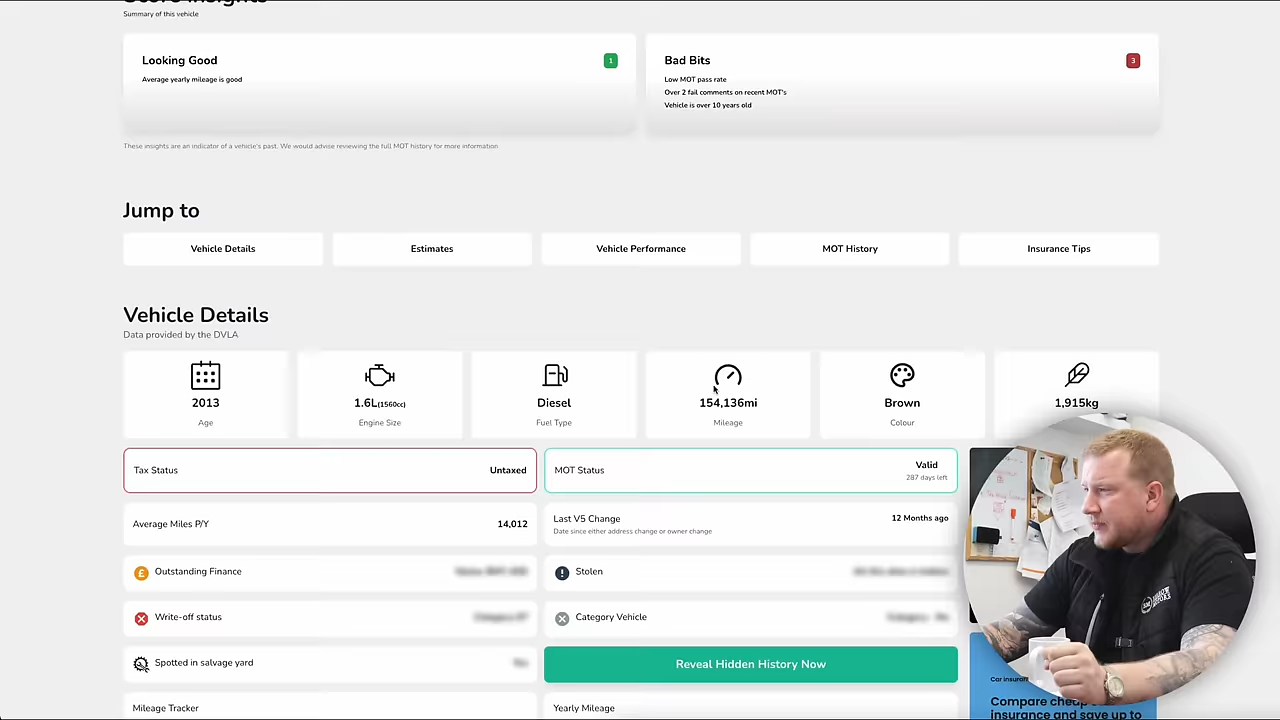 Score Insights
Summary of this vehicle
Looking Good
1
Average yearly mileage is good
Bad Bits
3
Low MOT pass rate
Over 2 fail comments on recent MOT's
Vehicle is over 10 years old
These insights are an indicator of a vehicle's past. We would advise reviewing the full MOT history for more information
Jump to
Vehicle Details
Estimates
Vehicle Performance
MOT History
Insurance Tips
Vehicle Details
Data provided by the DVLA
2013
Age
1.6L(1560cc)
Engine Size
Diesel
Fuel Type
154,136mi
Mileage
Brown
Colour
1,915kg
Tax Status
Untaxed
MOT Status
Valid
287 days left
Average Miles P/Y
14,012
Last V5 Change
Date since either address change or owner change
12 Months ago
Outstanding Finance
Stolen
Write-off status
Category Vehicle
Spotted in salvage yard
Reveal Hidden History Now
Mileage Tracker
Yearly Mileage
Car insuran
Compare cheap
insurance and save up to